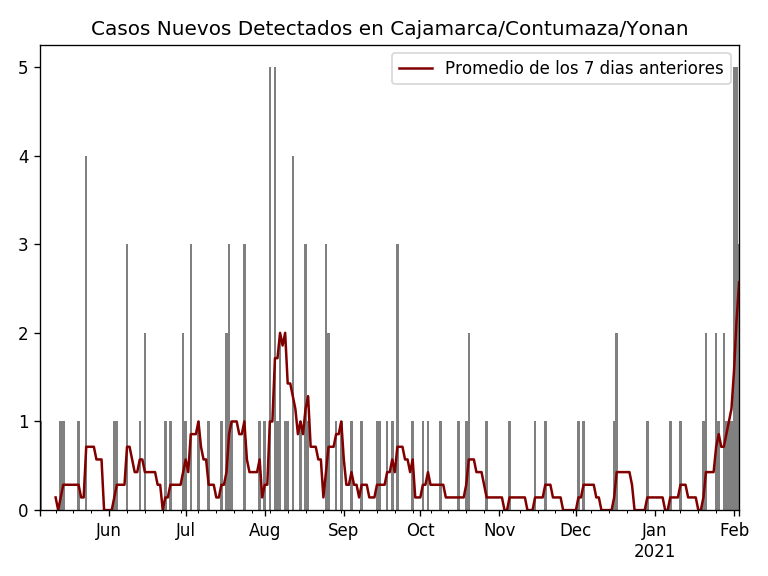 Casos Nuevos Detectados en Cajamarca/Contumaza/Yonan
Promedio de los 7 dias anteriores
5
4
3
2
1
0
Jun Jul Aug Sep Oct Nov Dec Jan Feb
2021